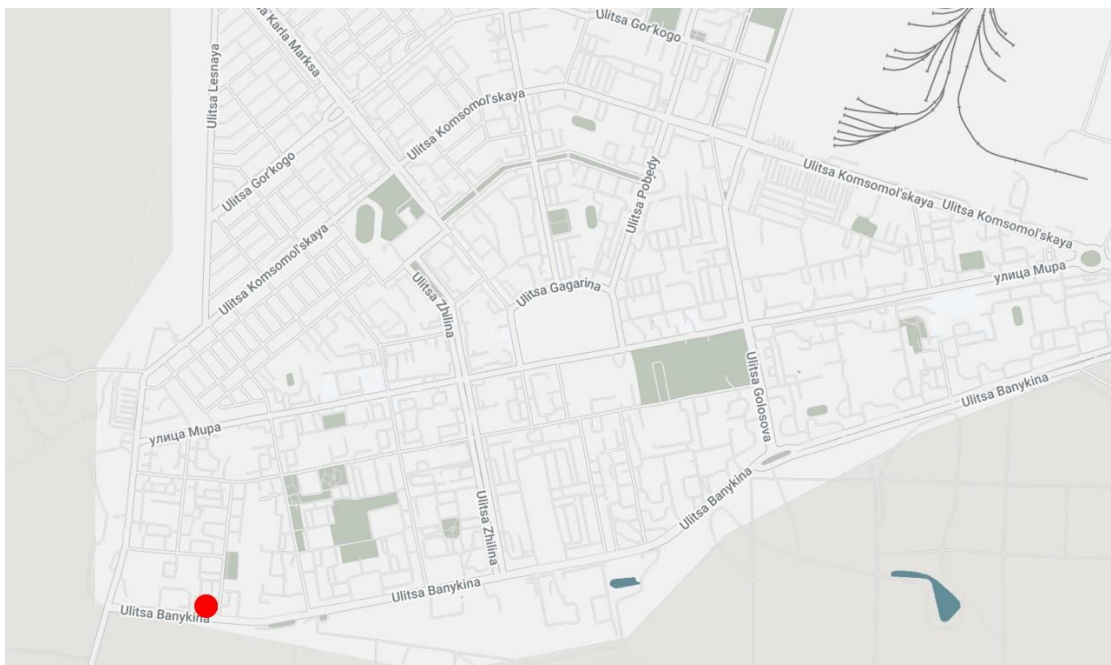 Ulitsa Gor'kogo
Ulitsa Karla Marksa
Ulitsa Lesnaya
Ulitsa Komsomol'skaya
Ulitsa Gor'kogo
Ulitsa Pobedy
Ulitsa Komsomol'skaya
Ulitsa Komsomol'skaya
Ulitsa Komsomol'skaya
улица Мира
Ulitsa Zhilina
Ulitsa Gagarina
Ulitsa Golosova
Ulitsa Banykina
улица Мира
Ulitsa Banykina
Ulitsa Zhilina
Ulitsa Banykina
Ulitsa Banykina